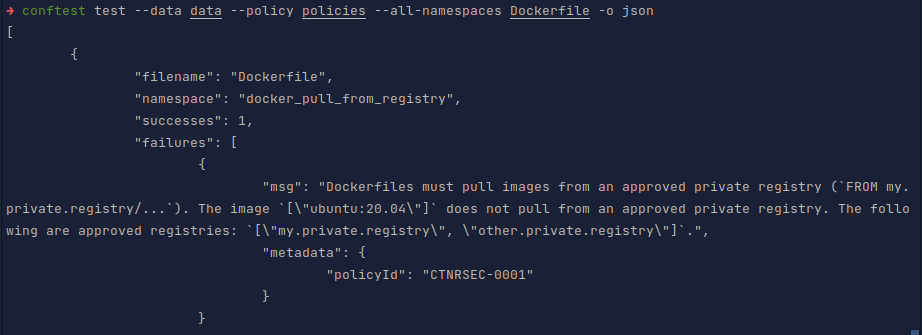 → conftest test --data data --policy policies --all-namespaces Dockerfile -o json
[
        {
                "filename": "Dockerfile",
                "namespace": "docker_pull_from_registry",
                "successes": 1,
                "failures": [
                        {
                                "msg": "Dockerfiles must pull images from an approved private registry (`FROM my.
private.registry/...`). The image `[\"ubuntu:20.04\"]` does not pull from an approved private registry. The follo
wing are approved registries: `[\"my.private.registry\", \"other.private.registry\"]`.",
                                "metadata": {
                                        "policyId": "CTNRSEC-0001"
                                }
                        }